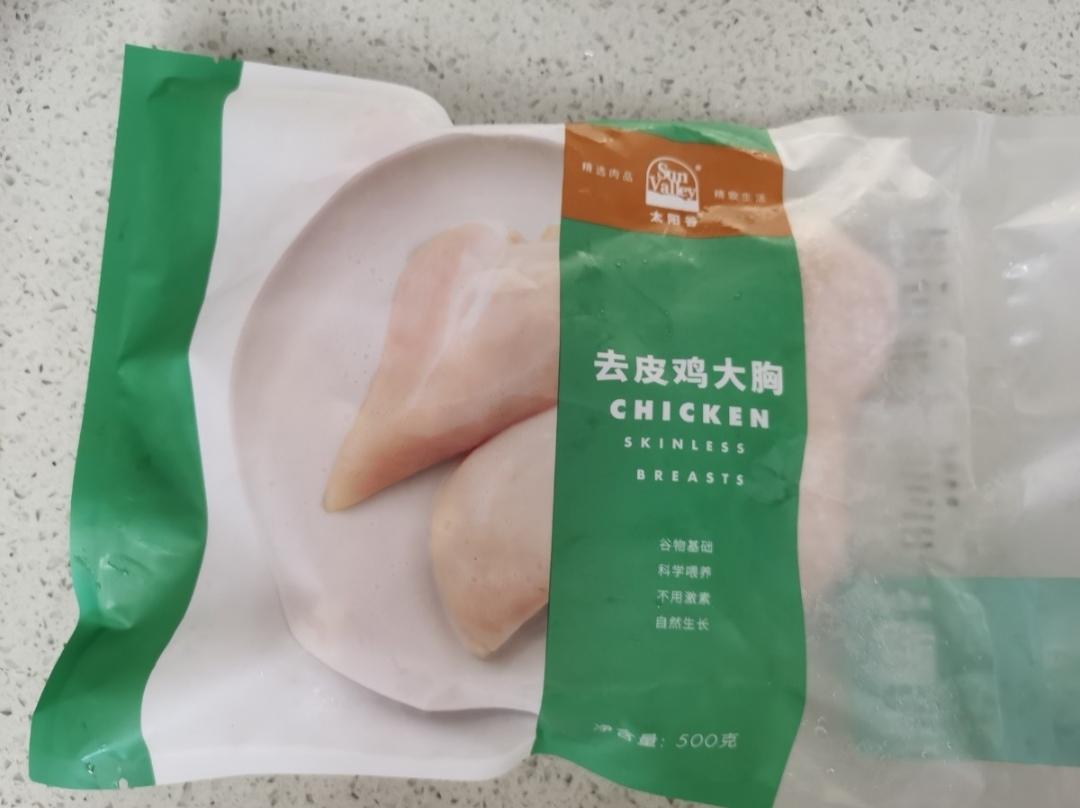 精选肉品
Sun
Valley
太阳谷
精致生活
去皮鸡大胸
CHICKEN
SKINLESS
BREASTS
谷物基础
科学喂养
不用激素
自然生长
净含量: 500克